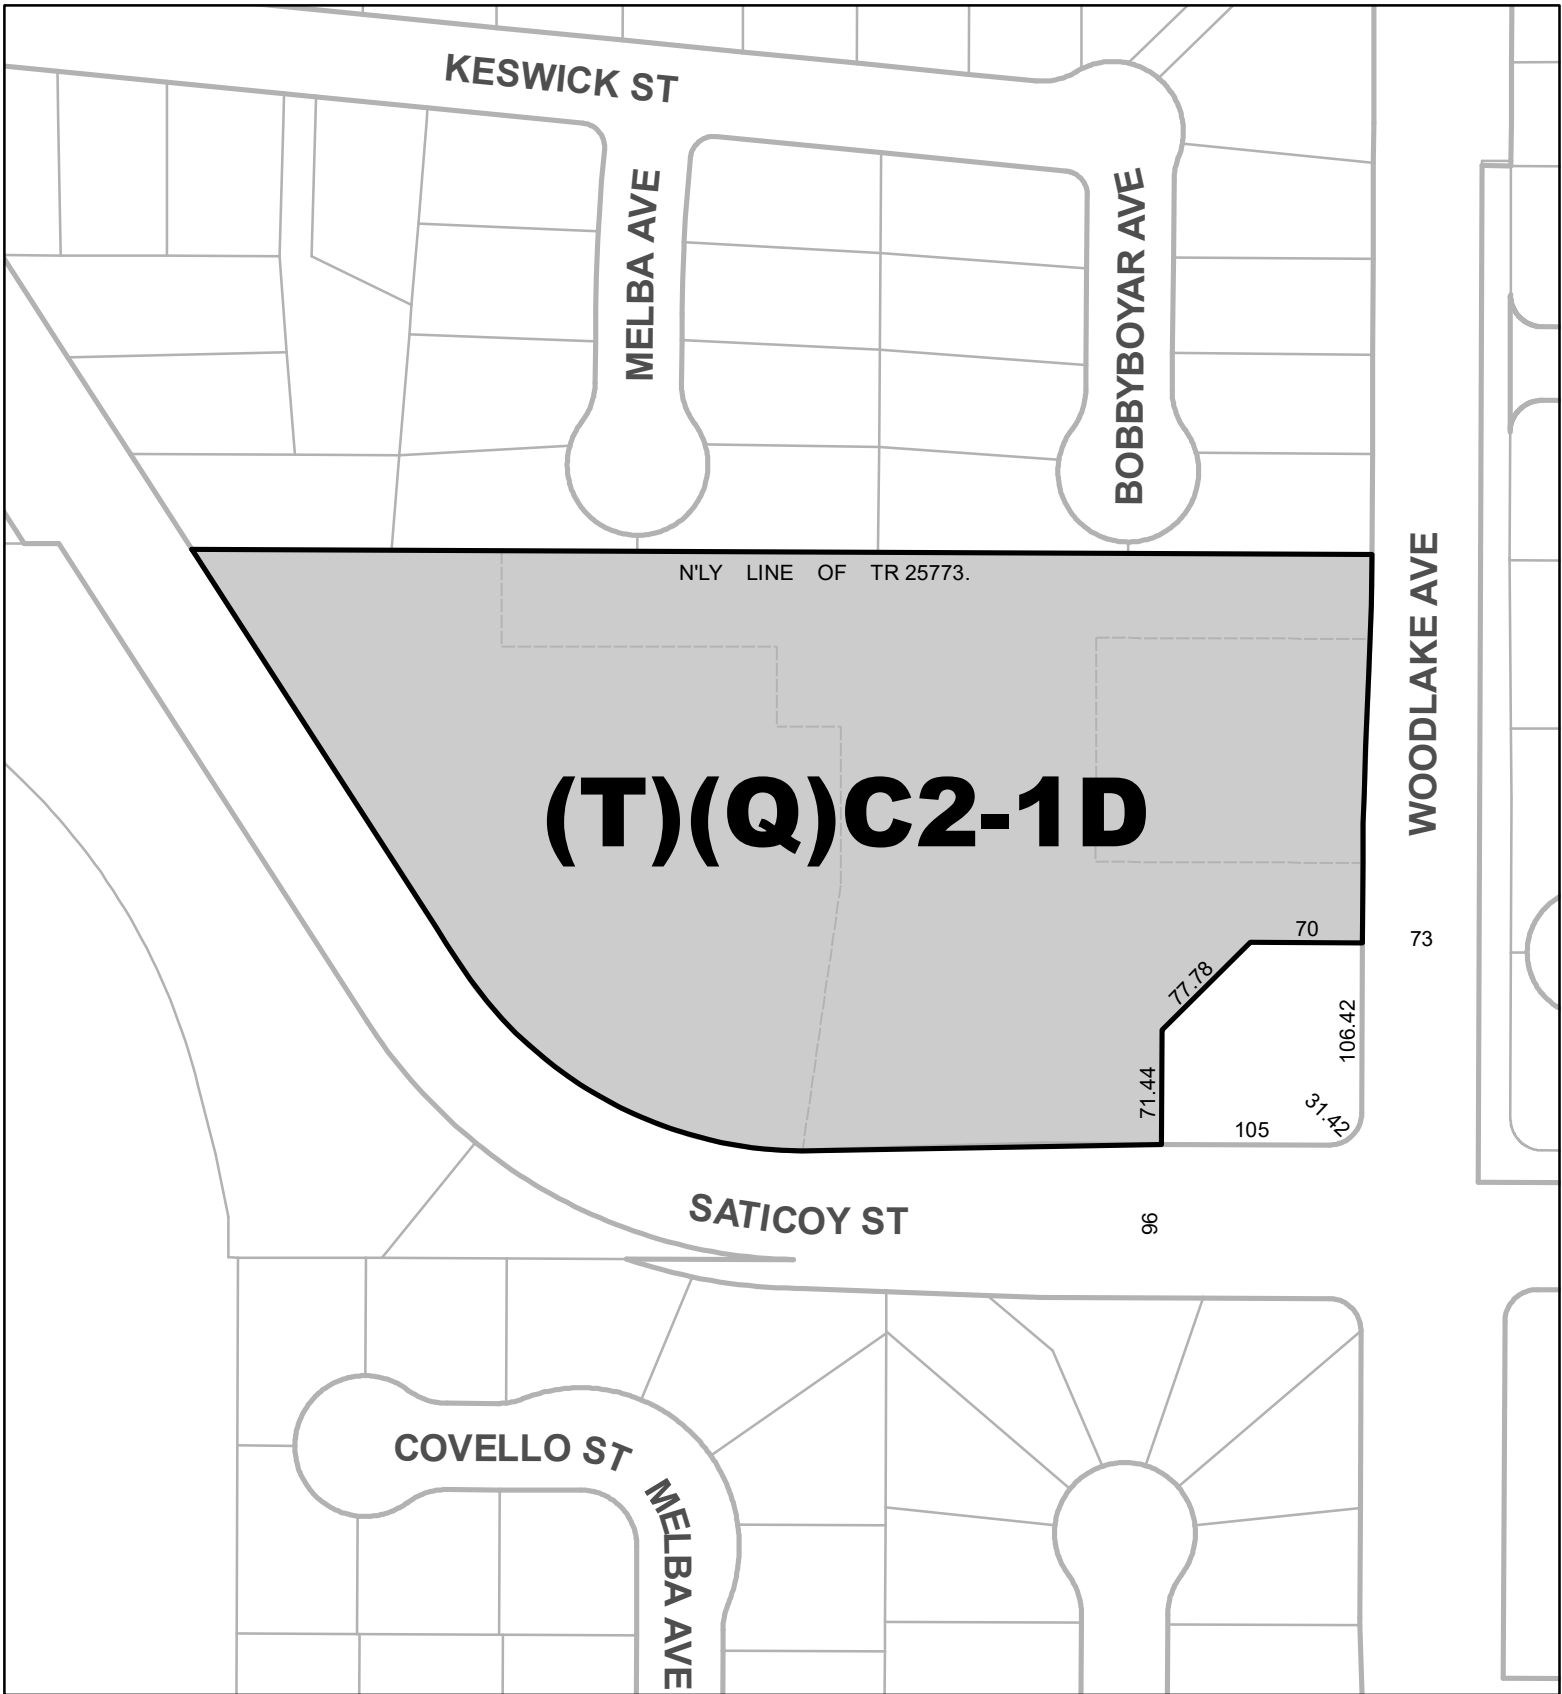 KESWICK ST
MELBA AVE
BOBBYBOYAR AVE
WOODLAKE AVE
N'LY LINE OF TR 25773.
(T)(Q)C2-1D
70
73
77.78
106.42
71.44
31.42
105
SATICOY ST
96
COVELLO ST
MELBA AVE